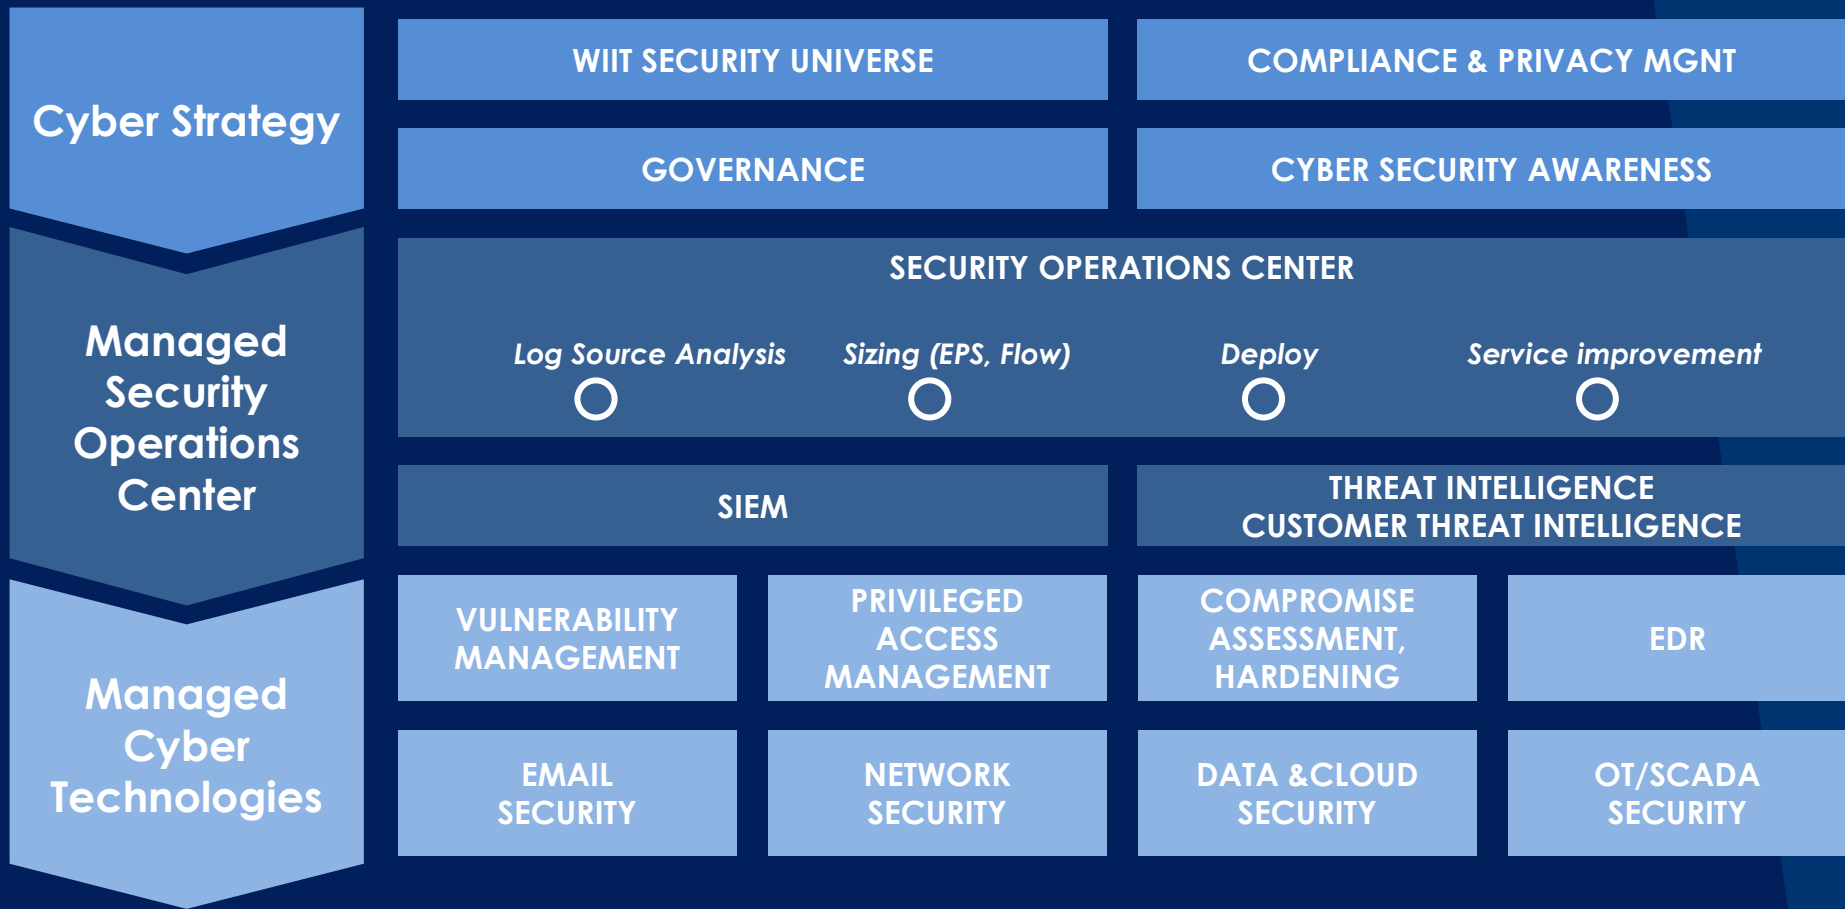 Cyber Strategy
WIIT SECURITY UNIVERSE
COMPLIANCE & PRIVACY MGNT
GOVERNANCE
CYBER SECURITY AWARENESS
Managed
Security
Operations
Center
SECURITY OPERATIONS CENTER
Log Source Analysis
Sizing (EPS, Flow)
Deploy
Service improvement
SIEM
THREAT INTELLIGENCE
CUSTOMER THREAT INTELLIGENCE
Managed
Cyber
Technologies
VULNERABILITY
MANAGEMENT
PRIVILEGED
ACCESS
MANAGEMENT
COMPROMISE
ASSESSMENT,
HARDENING
EDR
EMAIL
SECURITY
NETWORK
SECURITY
DATA &CLOUD
SECURITY
OT/SCADA
SECURITY